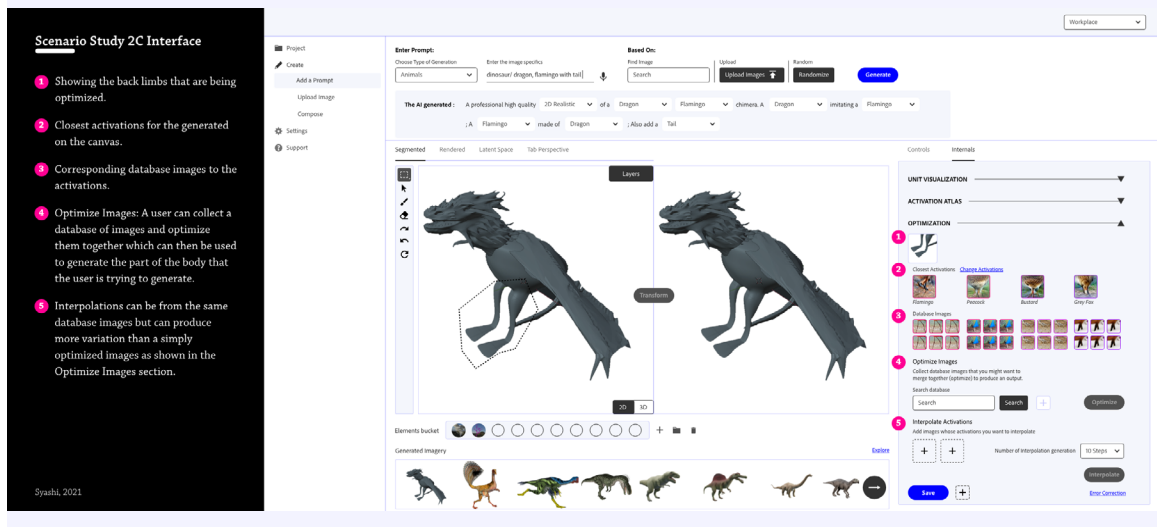 Scenario Study 2C Interface
1 Showing the back limbs that are being
optimized.
2 Closest activations for the generated
on the canvas.
3 Corresponding database images to the
activations.
4 Optimize Images: A user can collect a
database of images and optimize
them together which can then be used
to generate the part of the body that
the user is trying to generate.
5 Interpolations can be from the same
database images but can produce
more variation than a simply
optimized images as shown in the
Optimize Images section.
Syashi, 2021
Workplace
Project
Create
Add a Prompt
Upload Image
Compose
Settings
Support
Enter Prompt:
Based On:
Choose Type of Generation
Enter the image specifics
Find Image
Upload
Random
Animals
dinosaur/ dragon, flamingo with tail
Search
Upload Images
Randomize
Generate
The AI generated : A professional high quality 2D Realistic of a Dragon Flamingo chimera. A Dragon imitating a Flamingo
; A Flamingo made of Dragon ; Also add a Tail
Segmented Rendered Latent Space Tab Perspective
Layers
Transform
2D 3D
Elements bucket
Generated Imagery
Explore
Controls Internals
UNIT VISUALIZATION
ACTIVATION ATLAS
OPTIMIZATION
1
2 Closest Activations Change Activations
Flamingo Peacock Bustard Grey Fox
3 Database Images
4 Optimize Images
Collect database images that you might want to
merge together (optimize) to produce an output.
Search database
Search Search + Optimize
5 Interpolate Activations
Add images whose activations you want to interpolate
+ + Number of interpolation generation 10 Steps
Interpolate
Save + Error Correction